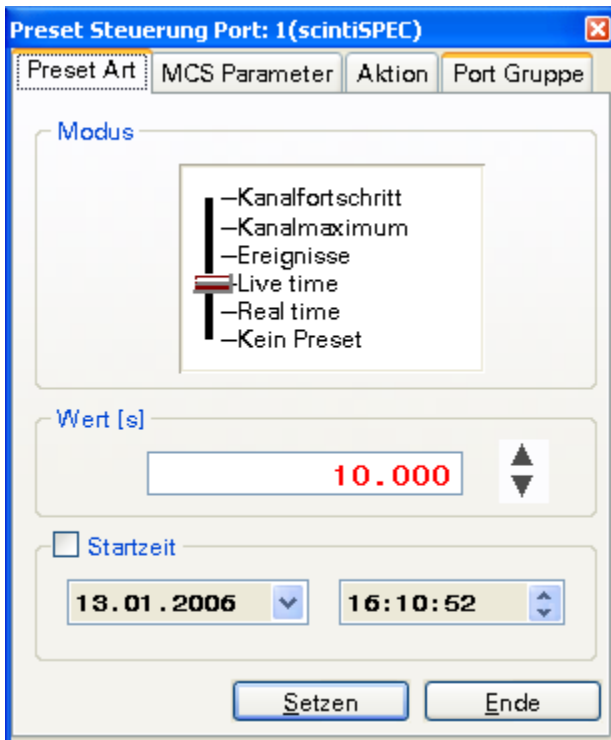 Preset Steuerung Port: 1(scintiSPEC)
Preset Art MCS Parameter Aktion Port Gruppe
Modus
Kanalfortschritt
Kanalmaximum
Ereignisse
Live time
Real time
Kein Preset
Wert [s]
10.000
Startzeit
13.01.2006 16:10:52
Setzen Ende